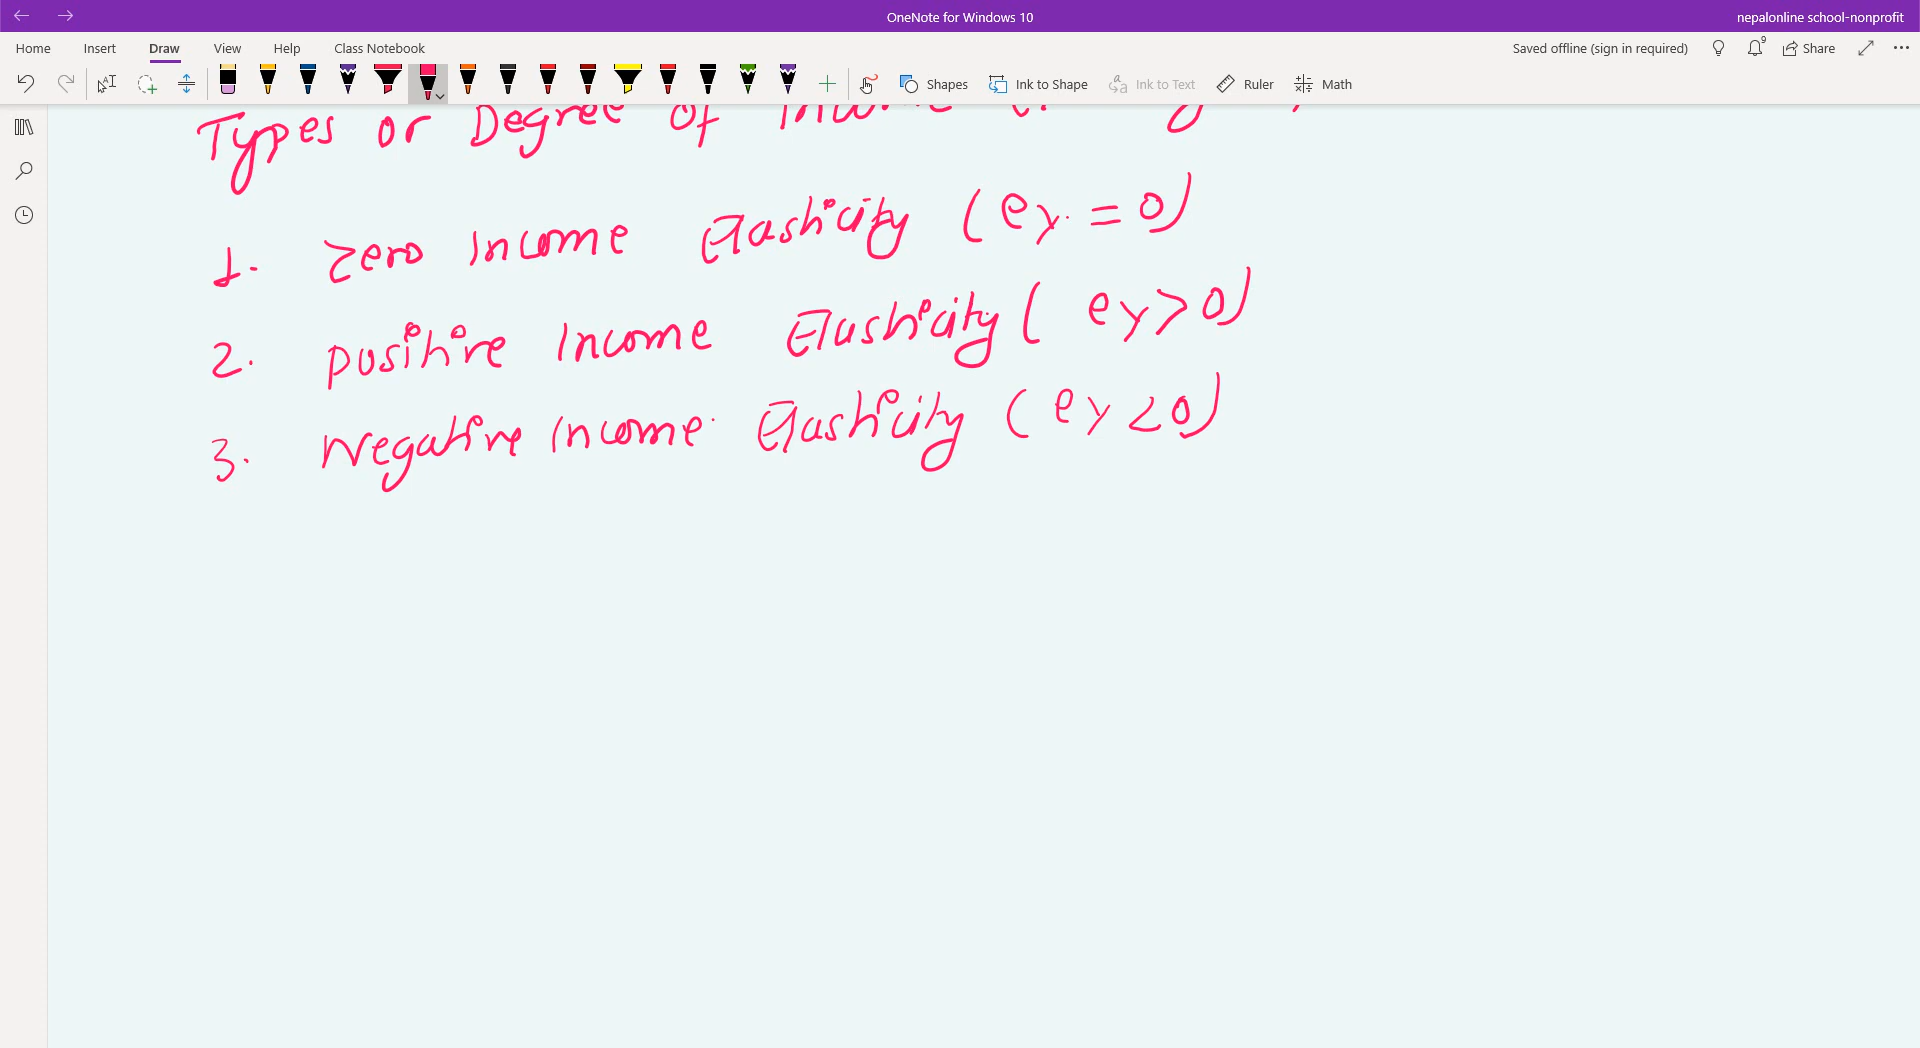 OneNote for Windows 10
nepalonline school-nonprofit
Home Insert Draw View Help Class Notebook
Saved offline (sign in required) 9 Share
Shapes Ink to Shape Ink to Text Ruler Math
Types or Degree of Income
1. Zero Income Elasticity (ey = 0)
2. positive Income Elasticity (ey > 0)
3. Negative income Elasticity (ey < 0)